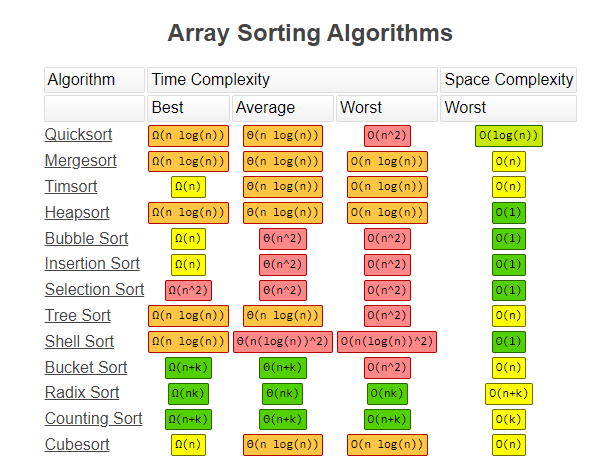 Array Sorting Algorithms
Algorithm Time Complexity Space Complexity
Best Average Worst Worst
Quicksort Ω(n log(n)) Θ(n log(n)) O(n^2) O(log(n))
Mergesort Ω(n log(n)) Θ(n log(n)) O(n log(n)) O(n)
Timsort Ω(n) Θ(n log(n)) O(n log(n)) O(n)
Heapsort Ω(n log(n)) Θ(n log(n)) O(n log(n)) O(1)
Bubble Sort Ω(n) Θ(n^2) O(n^2) O(1)
Insertion Sort Ω(n) Θ(n^2) O(n^2) O(1)
Selection Sort Ω(n^2) Θ(n^2) O(n^2) O(1)
Tree Sort Ω(n log(n)) Θ(n log(n)) O(n^2) O(n)
Shell Sort Ω(n log(n)) Θ(n(log(n))^2) O(n(log(n))^2) O(1)
Bucket Sort Ω(n+k) Θ(n+k) O(n^2) O(n)
Radix Sort Ω(nk) Θ(nk) O(nk) O(n+k)
Counting Sort Ω(n+k) Θ(n+k) O(n+k) O(k)
Cubesort Ω(n) Θ(n log(n)) O(n log(n)) O(n)